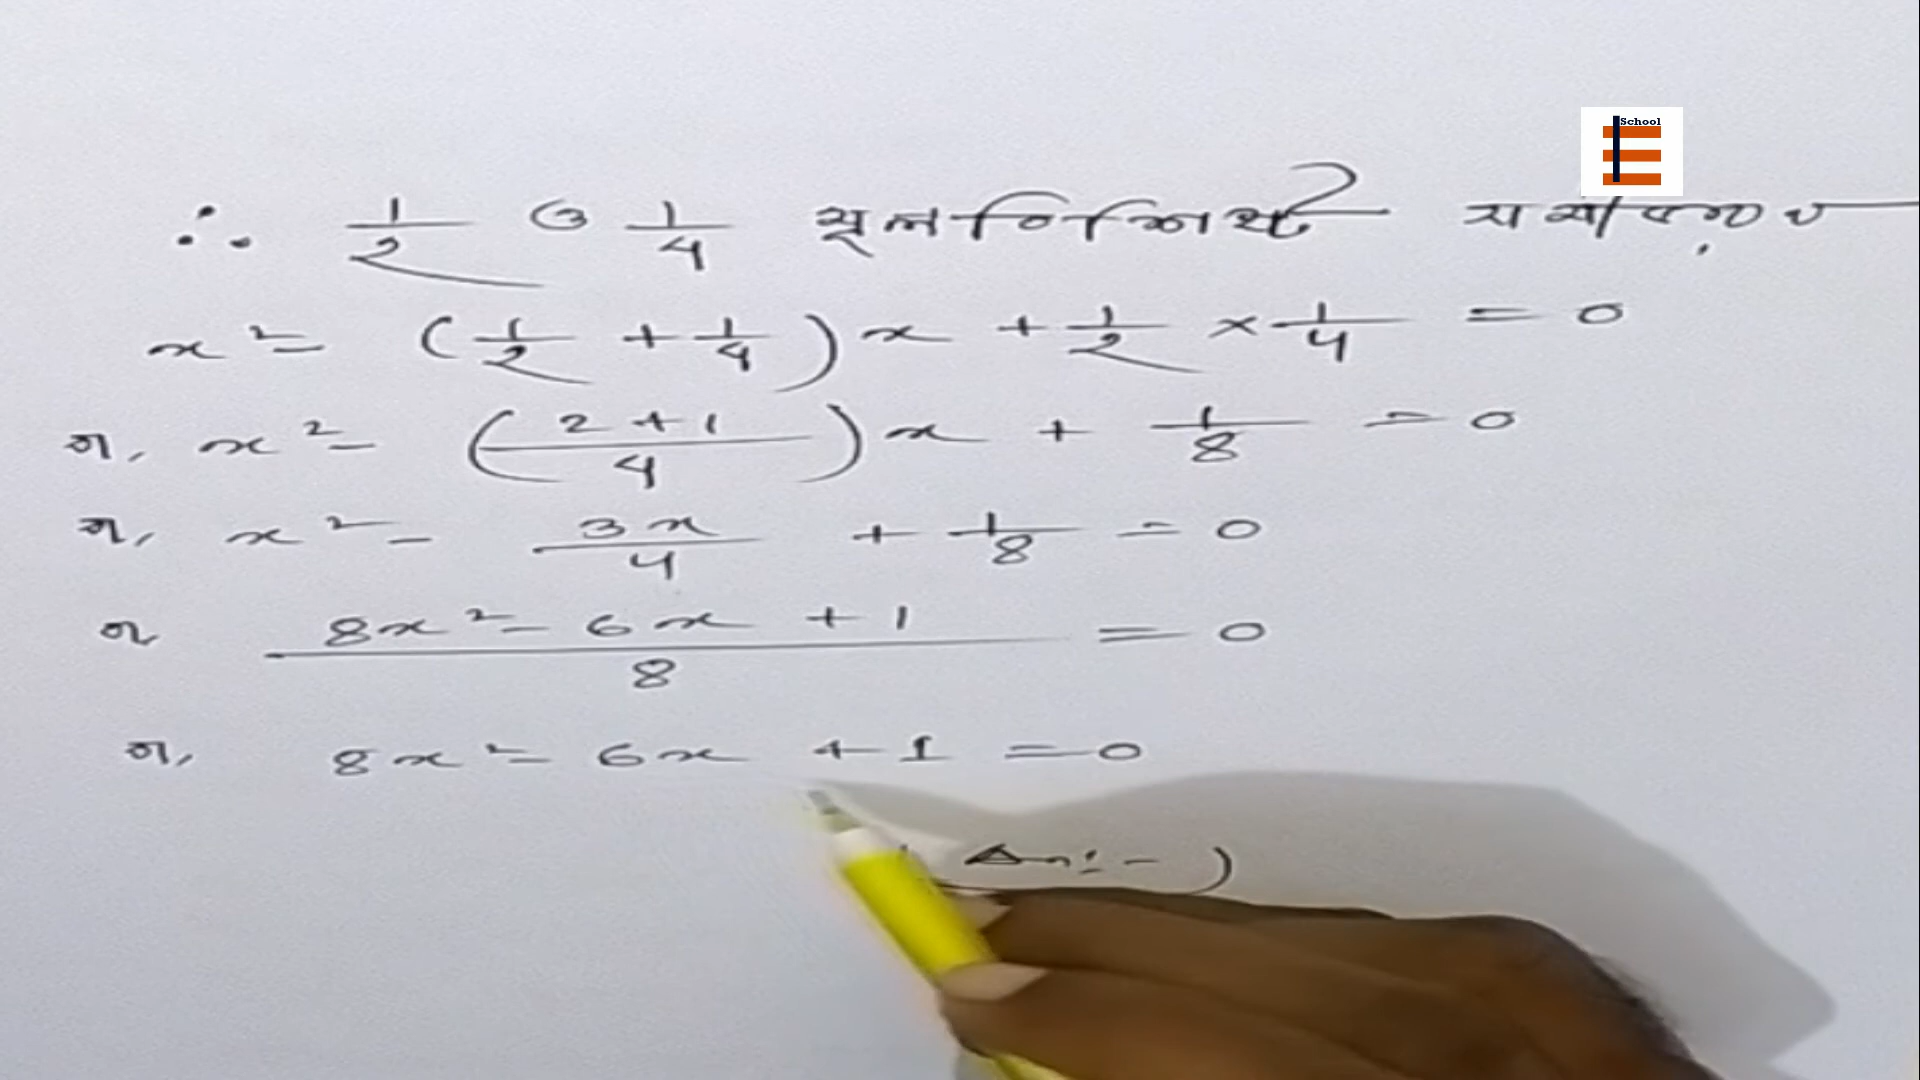 School
∴ 1/2 ও 1/4 মূলবিশিষ্ট সমীকরণ
x² - (1/2 + 1/4)x + 1/2 × 1/4 = 0
বা, x² - (2+1/4)x + 1/8 = 0
বা, x² - 3x/4 + 1/8 = 0
বা 8x² - 6x + 1/8 = 0
বা, 8x² - 6x + 1 = 0
Ans:- )